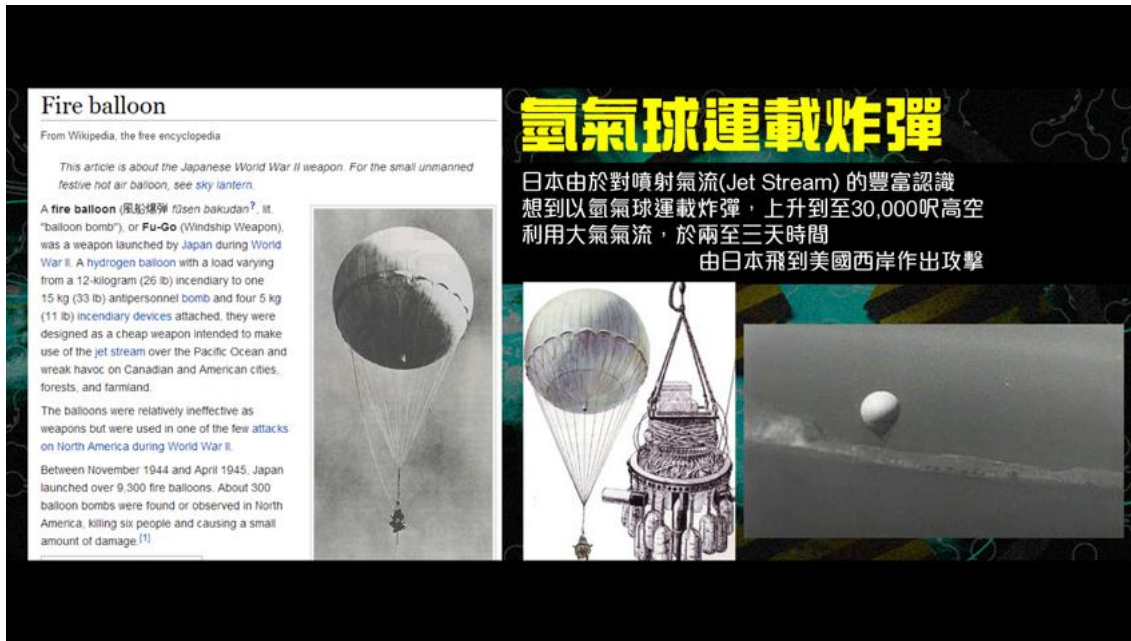 Fire balloon
From Wikipedia, the free encyclopedia
This article is about the Japanese World War II weapon. For the small unmanned
festive hot air balloon, see sky lantern.
A fire balloon (風船爆弾 fūsen bakudan?, lit.
"balloon bomb"), or Fu-Go (Windship Weapon),
was a weapon launched by Japan during World
War II. A hydrogen balloon with a load varying
from a 12-kilogram (26 lb) incendiary to one
15 kg (33 lb) antipersonnel bomb and four 5 kg
(11 lb) incendiary devices attached, they were
designed as a cheap weapon intended to make
use of the jet stream over the Pacific Ocean and
wreak havoc on Canadian and American cities,
forests, and farmland.
The balloons were relatively ineffective as
weapons but were used in one of the few attacks
on North America during World War II.
Between November 1944 and April 1945, Japan
launched over 9,300 fire balloons. About 300
balloon bombs were found or observed in North
America, killing six people and causing a small
amount of damage.[1]
氫氣球運載炸彈
日本由於對噴射氣流(Jet Stream) 的豐富認識
想到以氫氣球運載炸彈，上升到至30,000呎高空
利用大氣氣流，於兩至三天時間
由日本飛到美國西岸作出攻擊